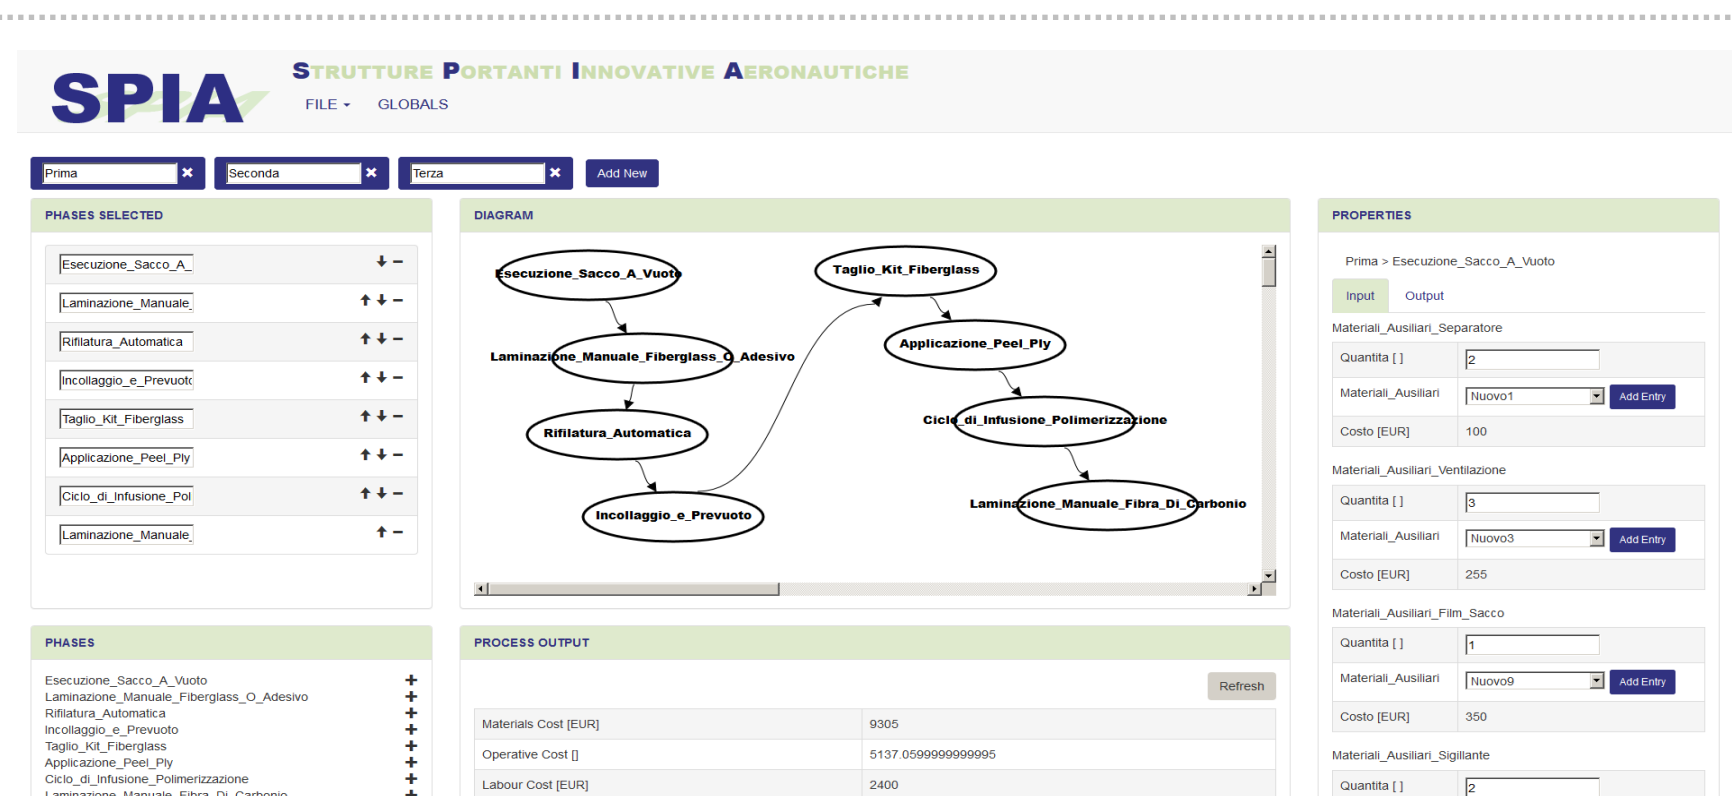 SPIA
STRUTTURE PORTANTI INNOVATIVE AERONAUTICHE
FILE GLOBALS
Prima Seconda Terza Add New
PHASES SELECTED
Esecuzione_Sacco_A_
Laminazione_Manuale_
Rifilatura_Automatica
Incollaggio_e_Prevuoto
Taglio_Kit_Fiberglass
Applicazione_Peel_Ply
Ciclo_di_Infusione_Pol
Laminazione_Manuale_
PHASES
Esecuzione_Sacco_A_Vuoto
Laminazione_Manuale_Fiberglass_O_Adesivo
Rifilatura_Automatica
Incollaggio_e_Prevuoto
Taglio_Kit_Fiberglass
Applicazione_Peel_Ply
Ciclo_di_Infusione_Polimerizzazione
Laminazione_Manuale_Fibra_Di_Carbonio
DIAGRAM
Esecuzione_Sacco_A_Vuoto
Laminazione_Manuale_Fiberglass_O_Adesivo
Rifilatura_Automatica
Incollaggio_e_Prevuoto
Taglio_Kit_Fiberglass
Applicazione_Peel_Ply
Ciclo_di_Infusione_Polimerizzazione
Laminazione_Manuale_Fibra_Di_Carbonio
PROCESS OUTPUT
Refresh
Materials Cost [EUR] 9305
Operative Cost [] 5137.0599999999995
Labour Cost [EUR] 2400
PROPERTIES
Prima > Esecuzione_Sacco_A_Vuoto
Input Output
Materiali_Ausiliari_Separatore
Quantita [ ] 2
Materiali_Ausiliari Nuovo1 Add Entry
Costo [EUR] 100
Materiali_Ausiliari_Ventilazione
Quantita [ ] 3
Materiali_Ausiliari Nuovo3 Add Entry
Costo [EUR] 255
Materiali_Ausiliari_Film_Sacco
Quantita [ ] 1
Materiali_Ausiliari Nuovo9 Add Entry
Costo [EUR] 350
Materiali_Ausiliari_Sigillante
Quantita [ ] 2